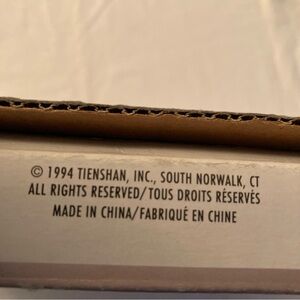 © 1994 TIENSHAN, INC., SOUTH NORWALK, CT
ALL RIGHTS RESERVED/TOUS DROITS RÉSERVÉS
MADE IN CHINA/FABRIQUÉ EN CHINE